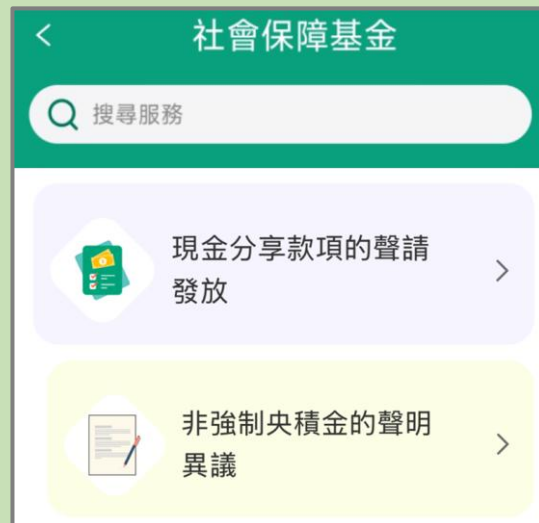 社會保障基金
搜尋服務
現金分享款項的聲請
發放
非強制央積金的聲明
異議